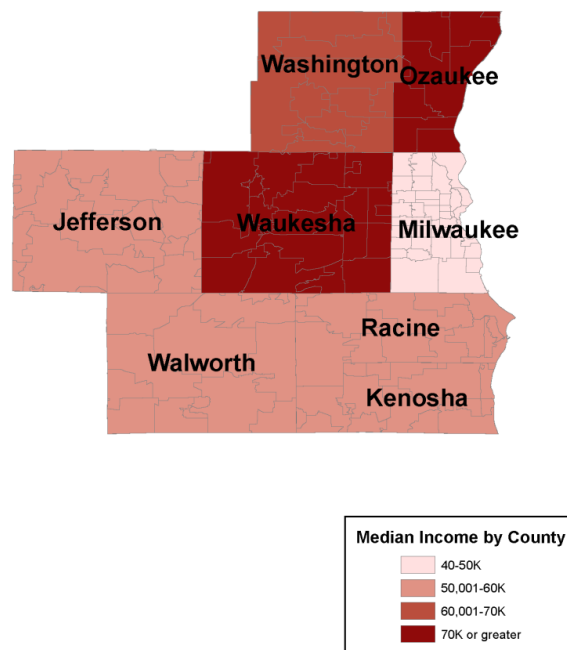 Washington
Ozaukee
Jefferson
Waukesha
Milwaukee
Racine
Walworth
Kenosha
Median Income by County
40-50K
50,001-60K
60,001-70K
70K or greater